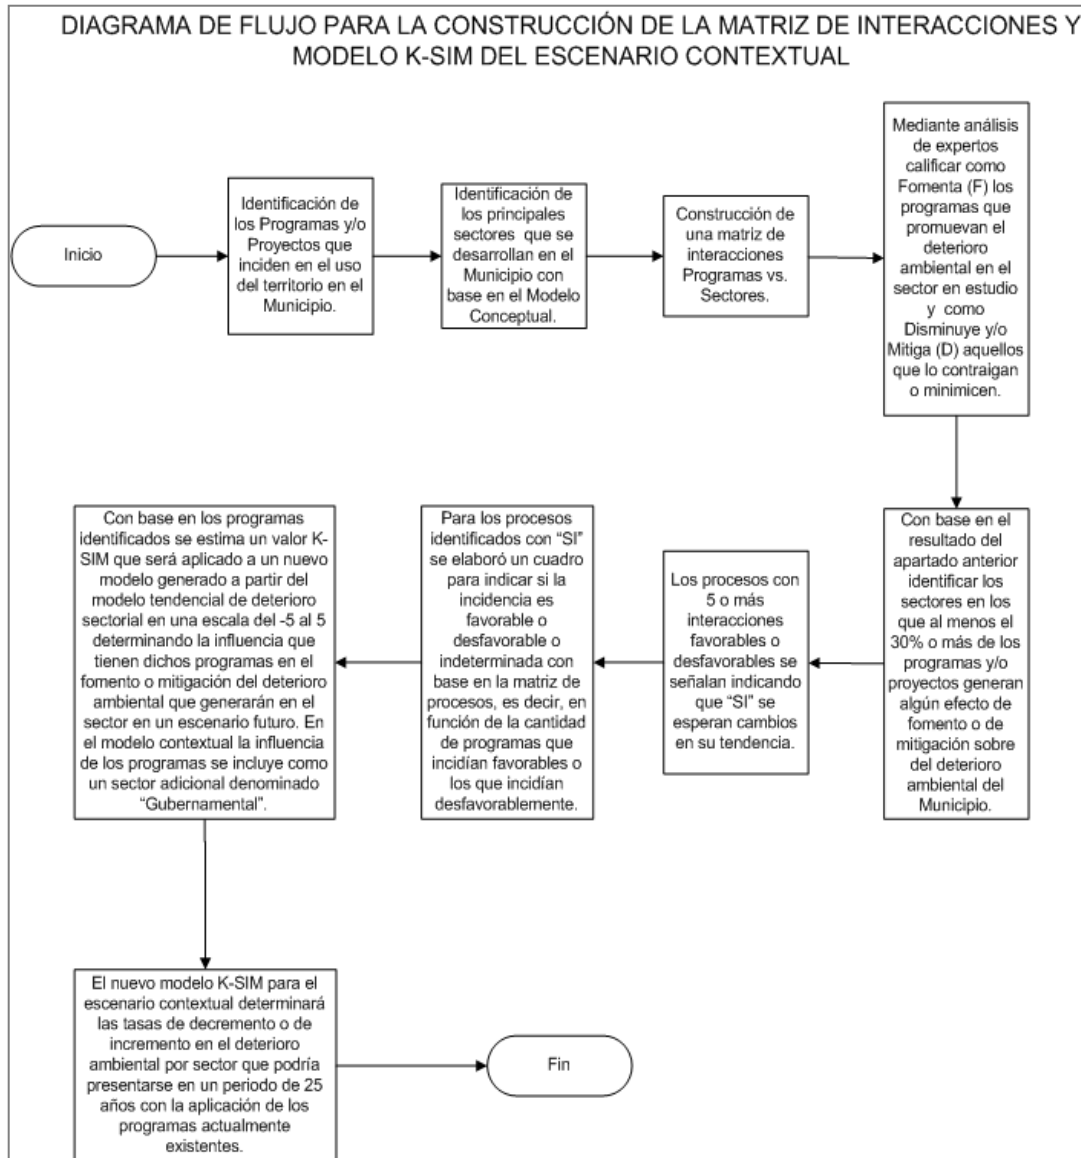 DIAGRAMA DE FLUJO PARA LA CONSTRUCCIÓN DE LA MATRIZ DE INTERACCIONES Y
MODELO K-SIM DEL ESCENARIO CONTEXTUAL
Inicio
Identificación de
los Programas y/o
Proyectos que
inciden en el uso
del territorio en el
Municipio.
Identificación de
los principales
sectores que se
desarrollan en el
Municipio con
base en el Modelo
Conceptual.
Construcción de
una matriz de
interacciones
Programas vs.
Sectores.
Mediante análisis
de expertos
calificar como
Fomenta (F) los
programas que
promuevan el
deterioro
ambiental en el
sector en estudio
y como
Disminuye y/o
Mitiga (D) aquellos
que lo contraigan
o minimicen.
Con base en el
resultado del
apartado anterior
identificar los
sectores en los
que al menos el
30% o más de los
programas y/o
proyectos generan
algún efecto de
fomento o de
mitigación sobre
del deterioro
ambiental del
Municipio.
Los procesos con
5 o más
interacciones
favorables o
desfavorables se
señalan indicando
que “SI” se
esperan cambios
en su tendencia.
Para los procesos
identificados con “SI”
se elaboró un cuadro
para indicar si la
incidencia es
favorable o
desfavorable o
indeterminada con
base en la matriz de
procesos, es decir, en
función de la cantidad
de programas que
incidían favorables o
los que incidían
desfavorablemente.
Con base en los programas
identificados se estima un valor K-
SIM que será aplicado a un nuevo
modelo generado a partir del
modelo tendencial de deterioro
sectorial en una escala del -5 al 5
determinando la influencia que
tienen dichos programas en el
fomento o mitigación del deterioro
ambiental que generarán en el
sector en un escenario futuro. En
el modelo contextual la influencia
de los programas se incluye como
un sector adicional denominado
“Gubernamental”.
El nuevo modelo K-SIM para el
escenario contextual determinará
las tasas de decremento o de
incremento en el deterioro
ambiental por sector que podría
presentarse en un periodo de 25
años con la aplicación de los
programas actualmente
existentes.
Fin